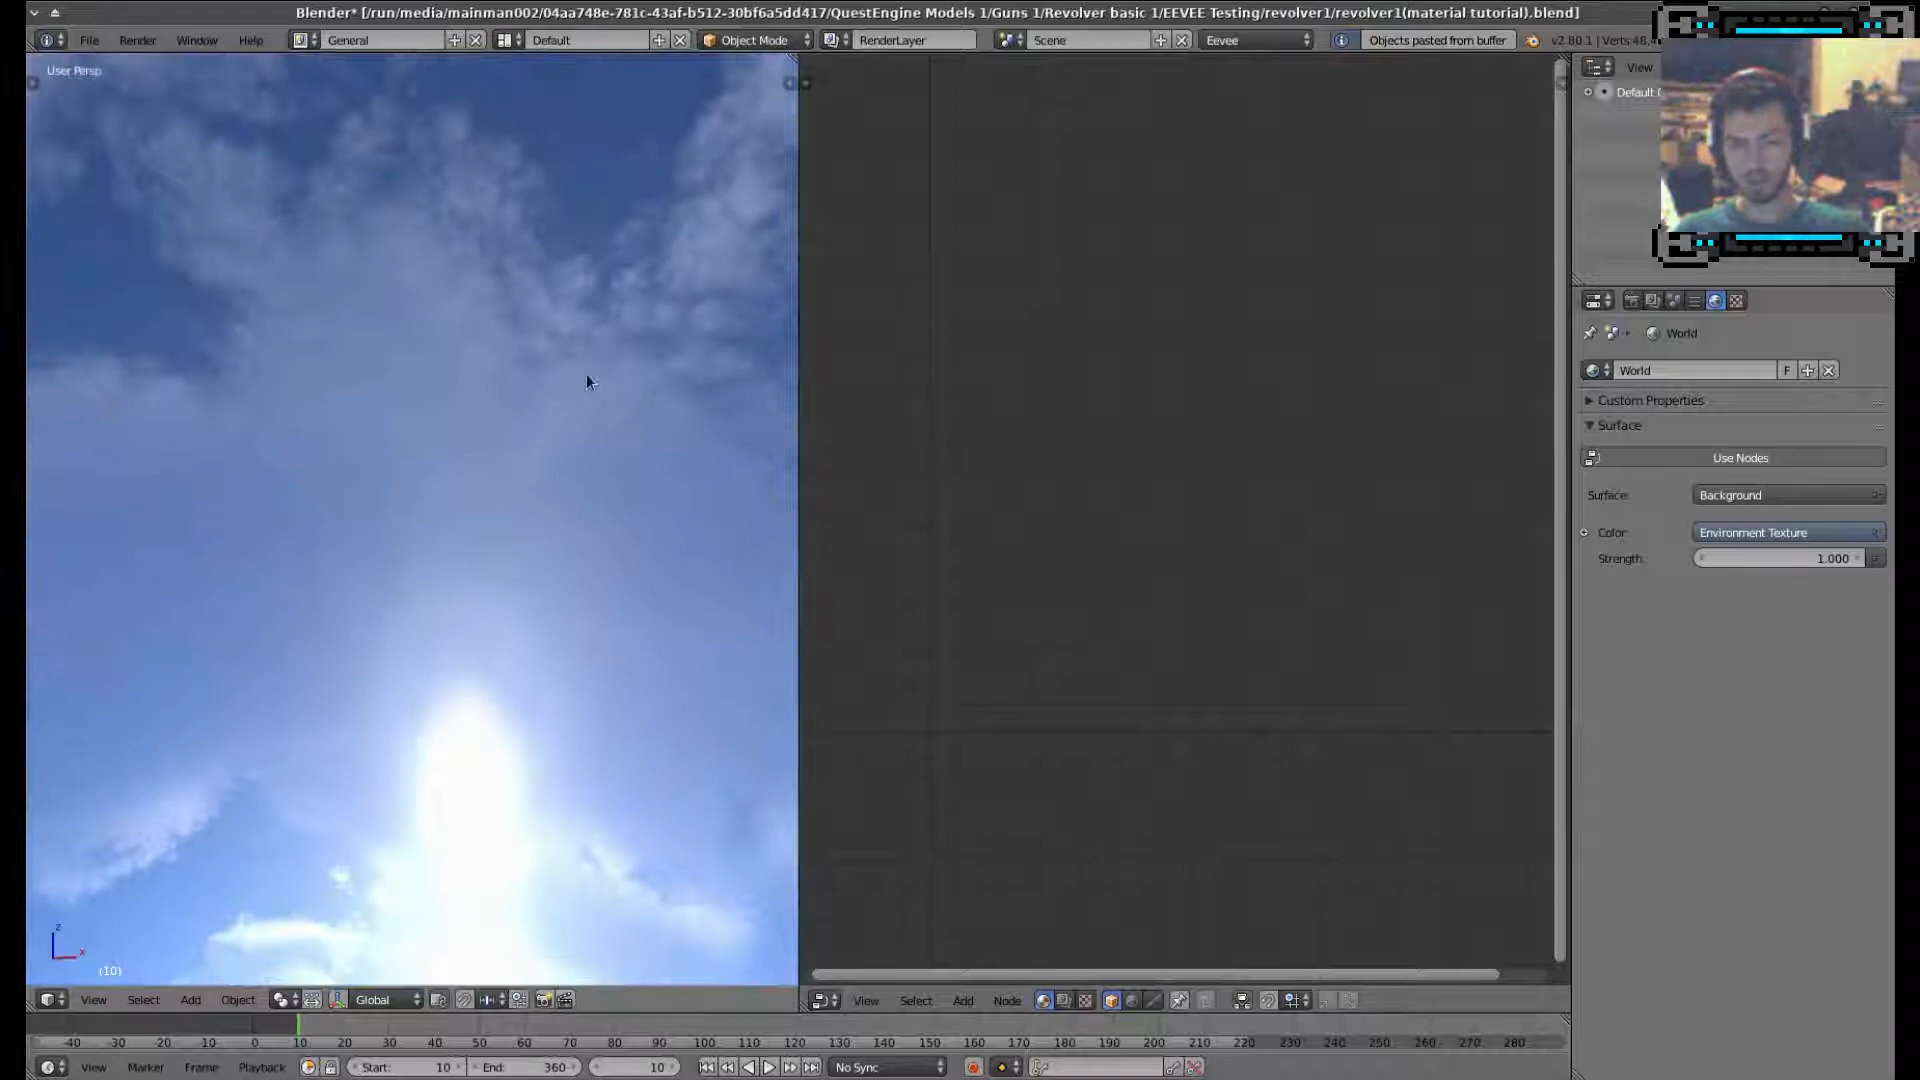 Blender* [/run/media/mainman002/04aa748e-781c-43af-b512-30bf6a5dd417/QuestEngine Models 1/Guns 1/Revolver basic 1/EEVEE Testing/revolver1/revolver1(material tutorial).blend]
File Render Window Help General Default Object Mode RenderLayer Scene Eevee Objects pasted from buffer v2.80.1 | Verts:48,4
User Persp
View
Default (
World
World F
Custom Properties
Surface
Use Nodes
Surface: Background
Color: Environment Texture
Strength: 1.000
z
x
(10)
View Select Add Object Global
View Select Add Node
-40 -30 -20 -10 0 10 20 30 40 50 60 70 80 90 100 110 120 130 140 150 160 170 180 190 200 210 220 230 240 250 260 270 280
View Marker Frame Playback Start: 10 End: 360 10 No Sync